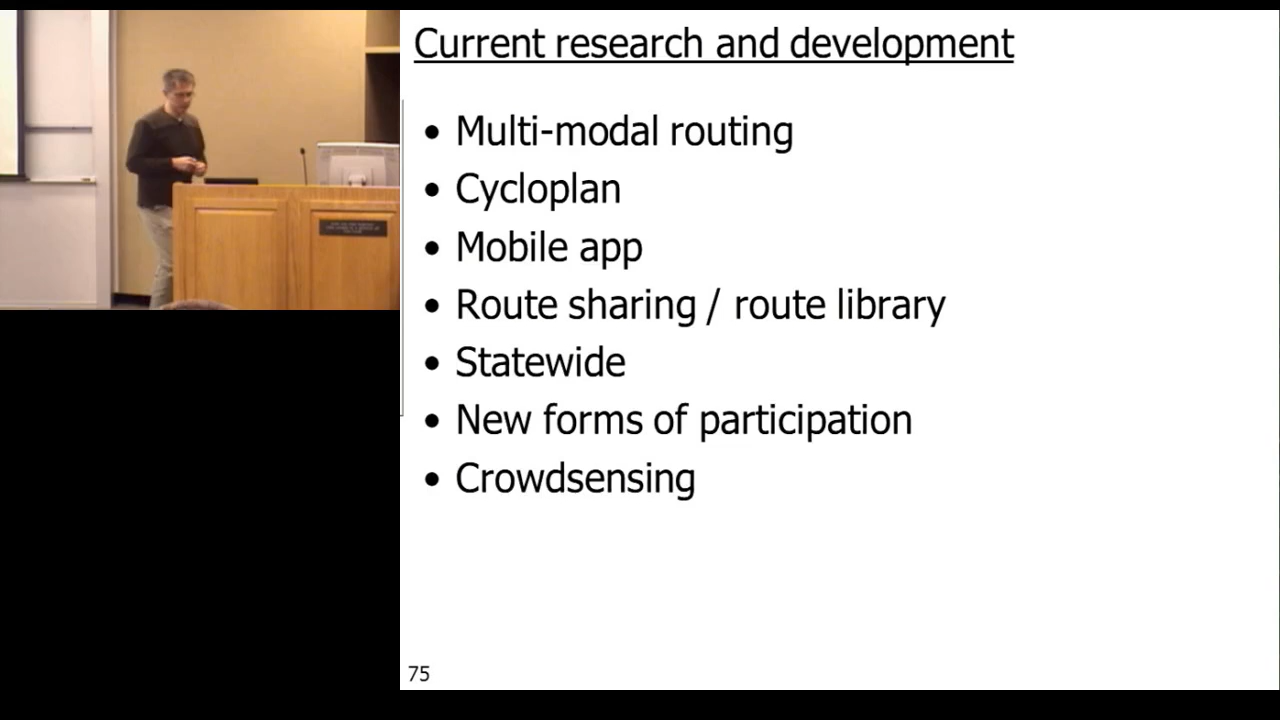 Current research and development
• Multi-modal routing
• Cycloplan
• Mobile app
• Route sharing / route library
• Statewide
• New forms of participation
• Crowdsensing
75